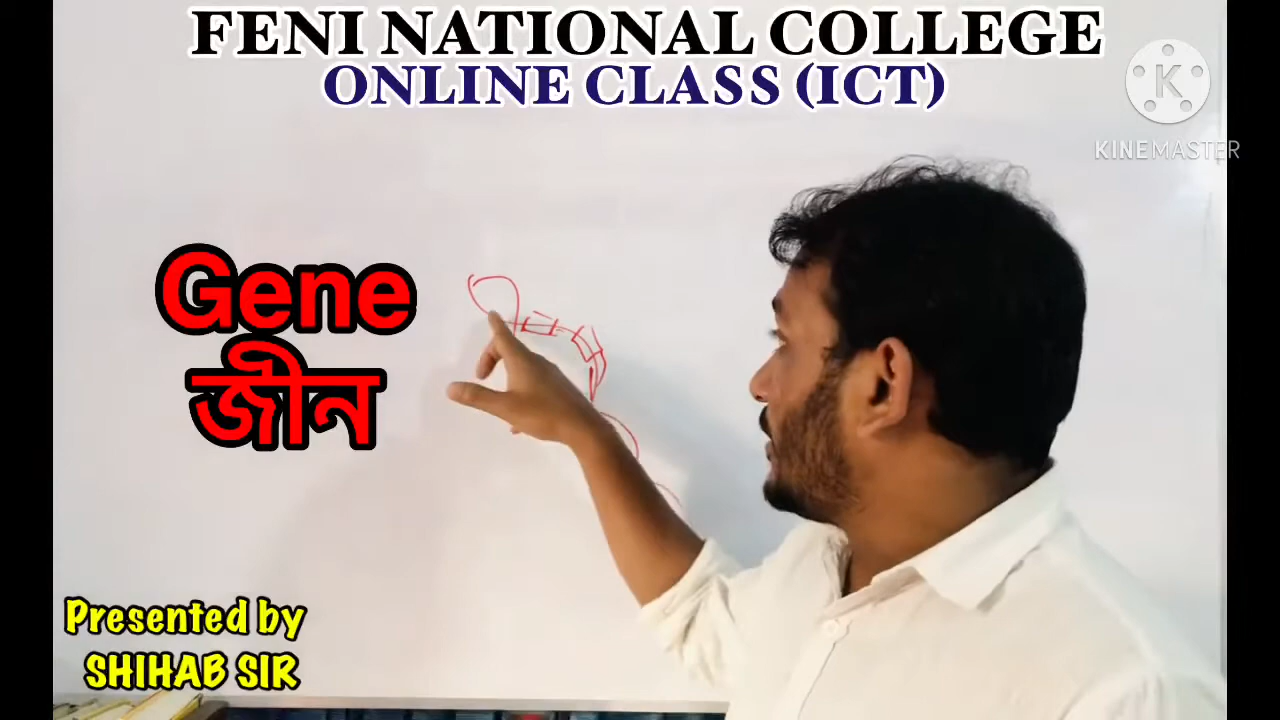 FENI NATIONAL COLLEGE
ONLINE CLASS (ICT)
K
KINEMASTER
Gene
জীন
Presented by
SHIHAB SIR